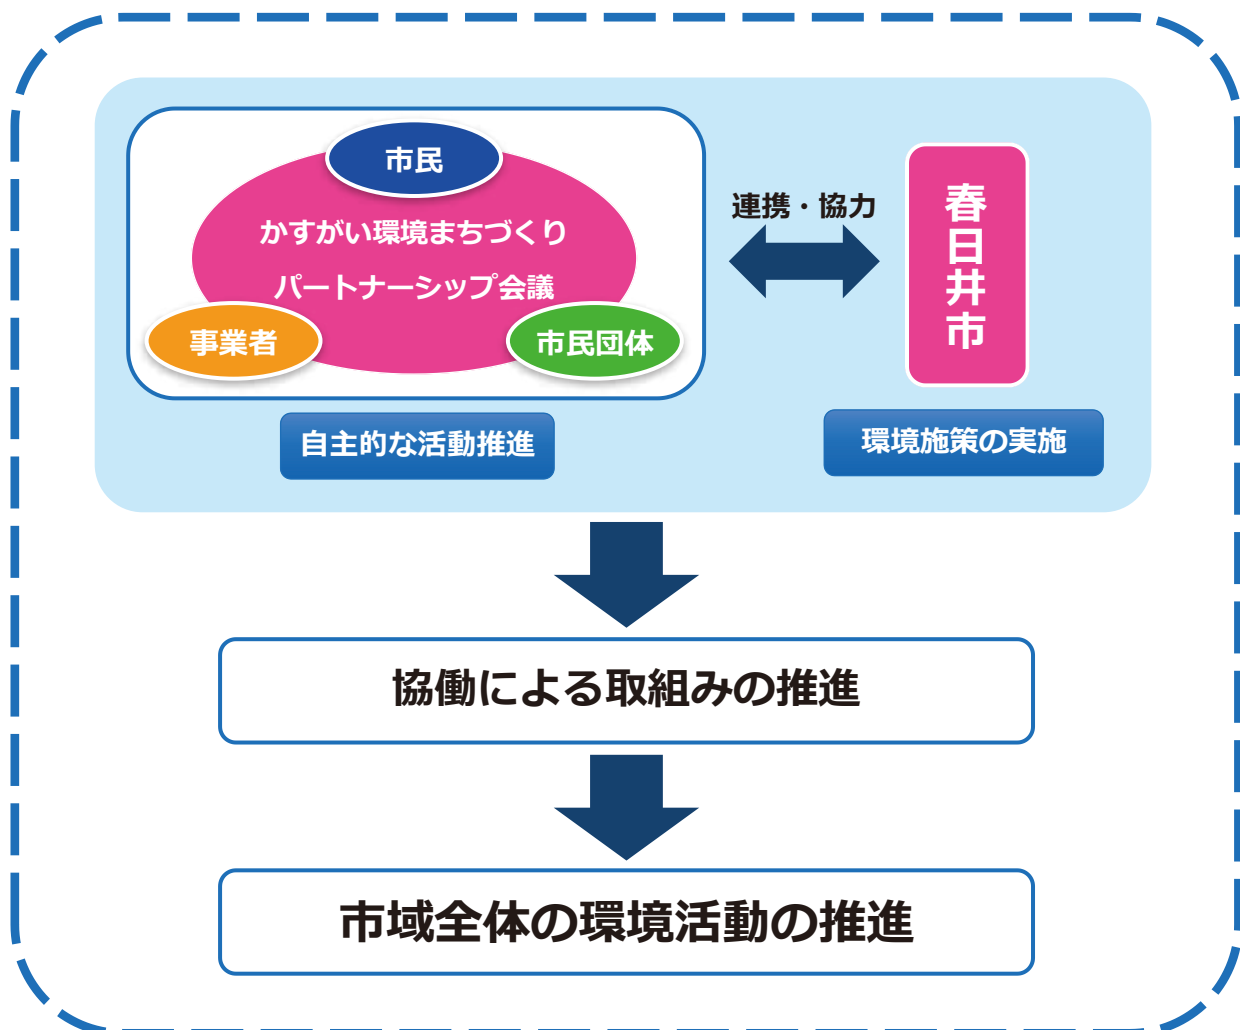 市民
かすがい環境まちづくり
パートナーシップ会議
事業者
市民団体
連携・協力
春日井市
自主的な活動推進
環境施策の実施
協働による取組みの推進
市域全体の環境活動の推進